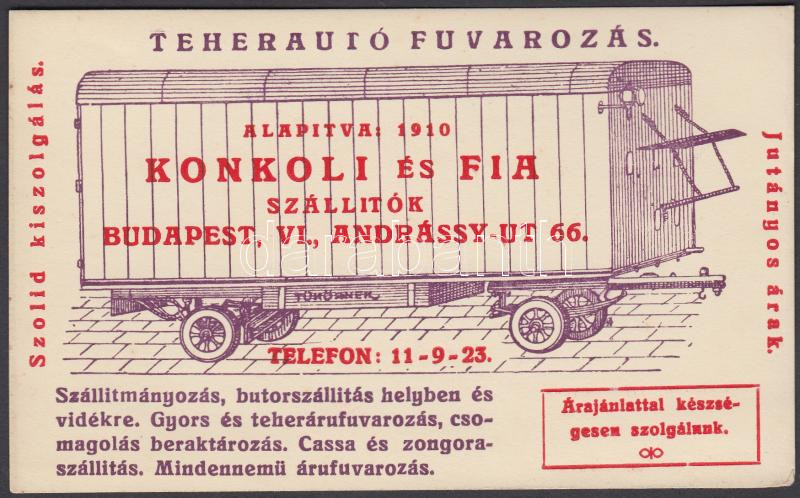 TEHERAUTÓ FUVAROZÁS.
Szolid kiszolgálás.
ALAPITVA: 1910
KONKOLI ÉS FIA
SZÁLLITÓK
BUDAPEST, VI., ANDRÁSSY-UT 66.
Jutányos árak.
TELEFON: 11-9-23.
Szállitmányozás, butorszállitás helyben és
vidékre. Gyors és teherárufuvarozás, cso-
magolás beraktározás. Cassa és zongora-
szállitás. Mindennemü árufuvarozás.
Árajánlattal készsé-
gesen szolgálunk.
darabanth